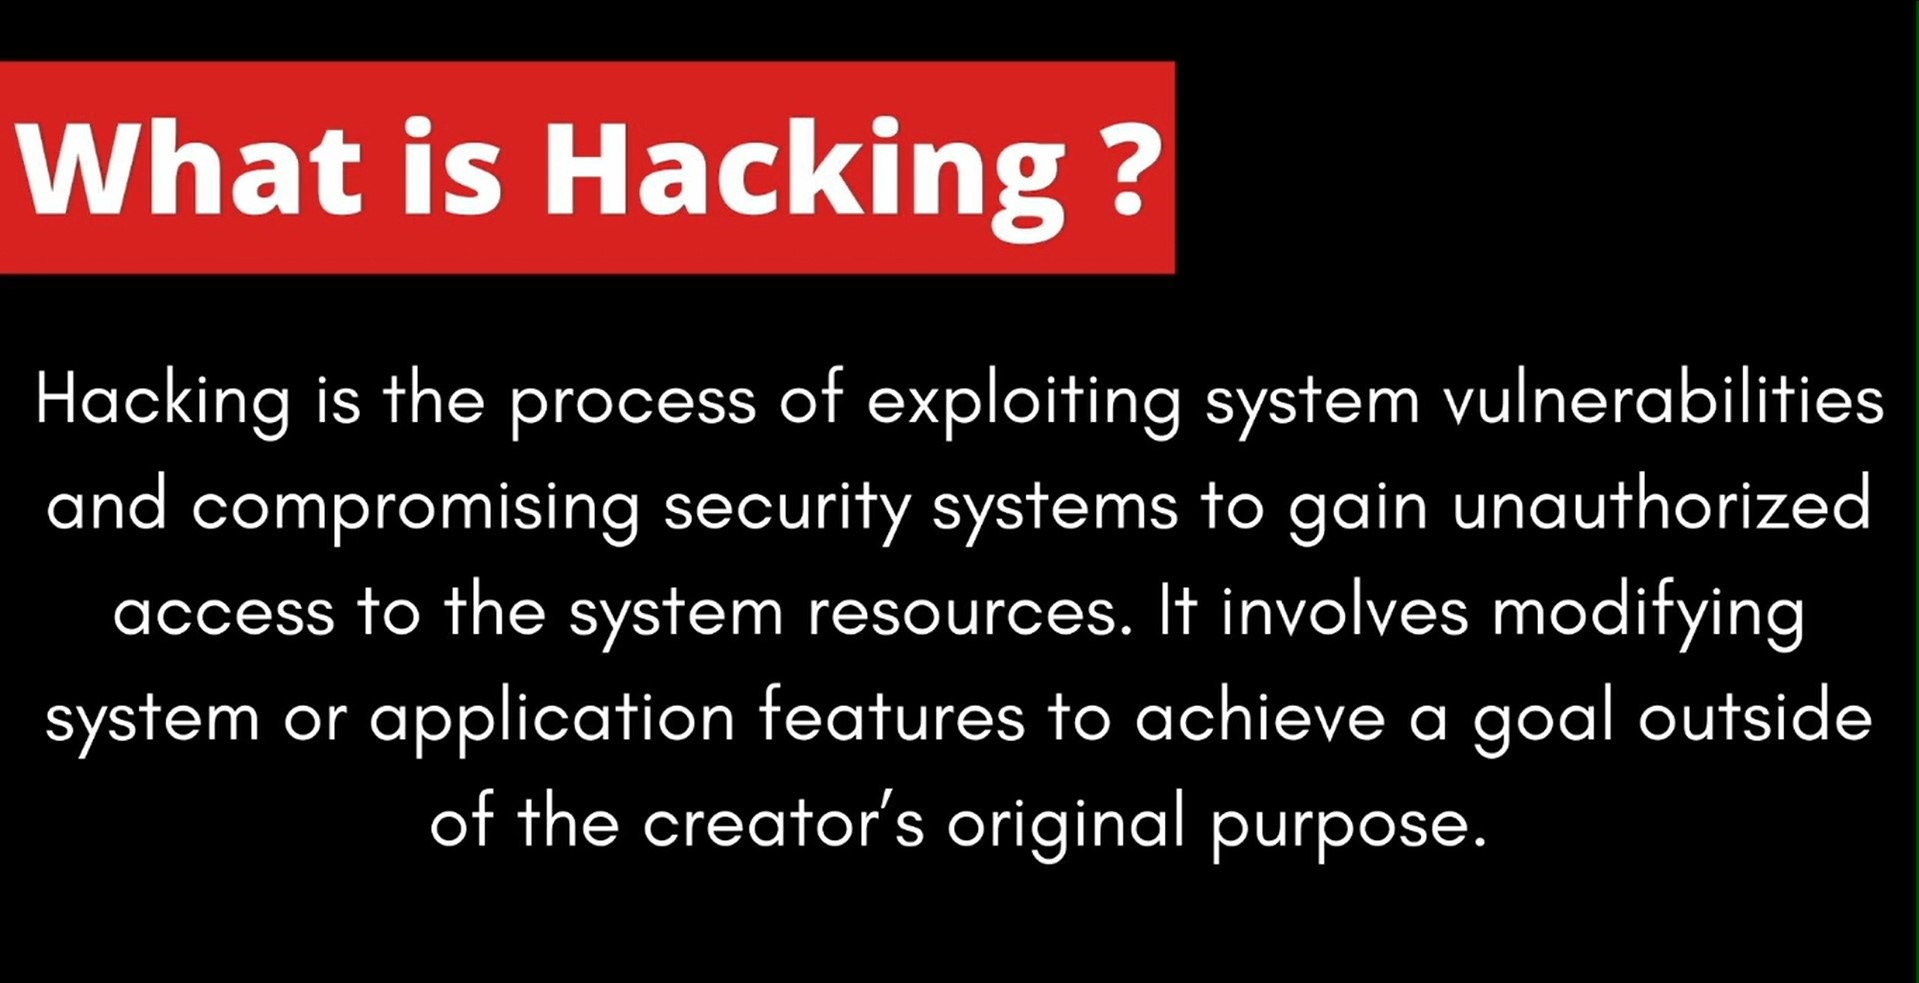 What is Hacking ?
Hacking is the process of exploiting system vulnerabilities
and compromising security systems to gain unauthorized
access to the system resources. It involves modifying
system or application features to achieve a goal outside
of the creator’s original purpose.